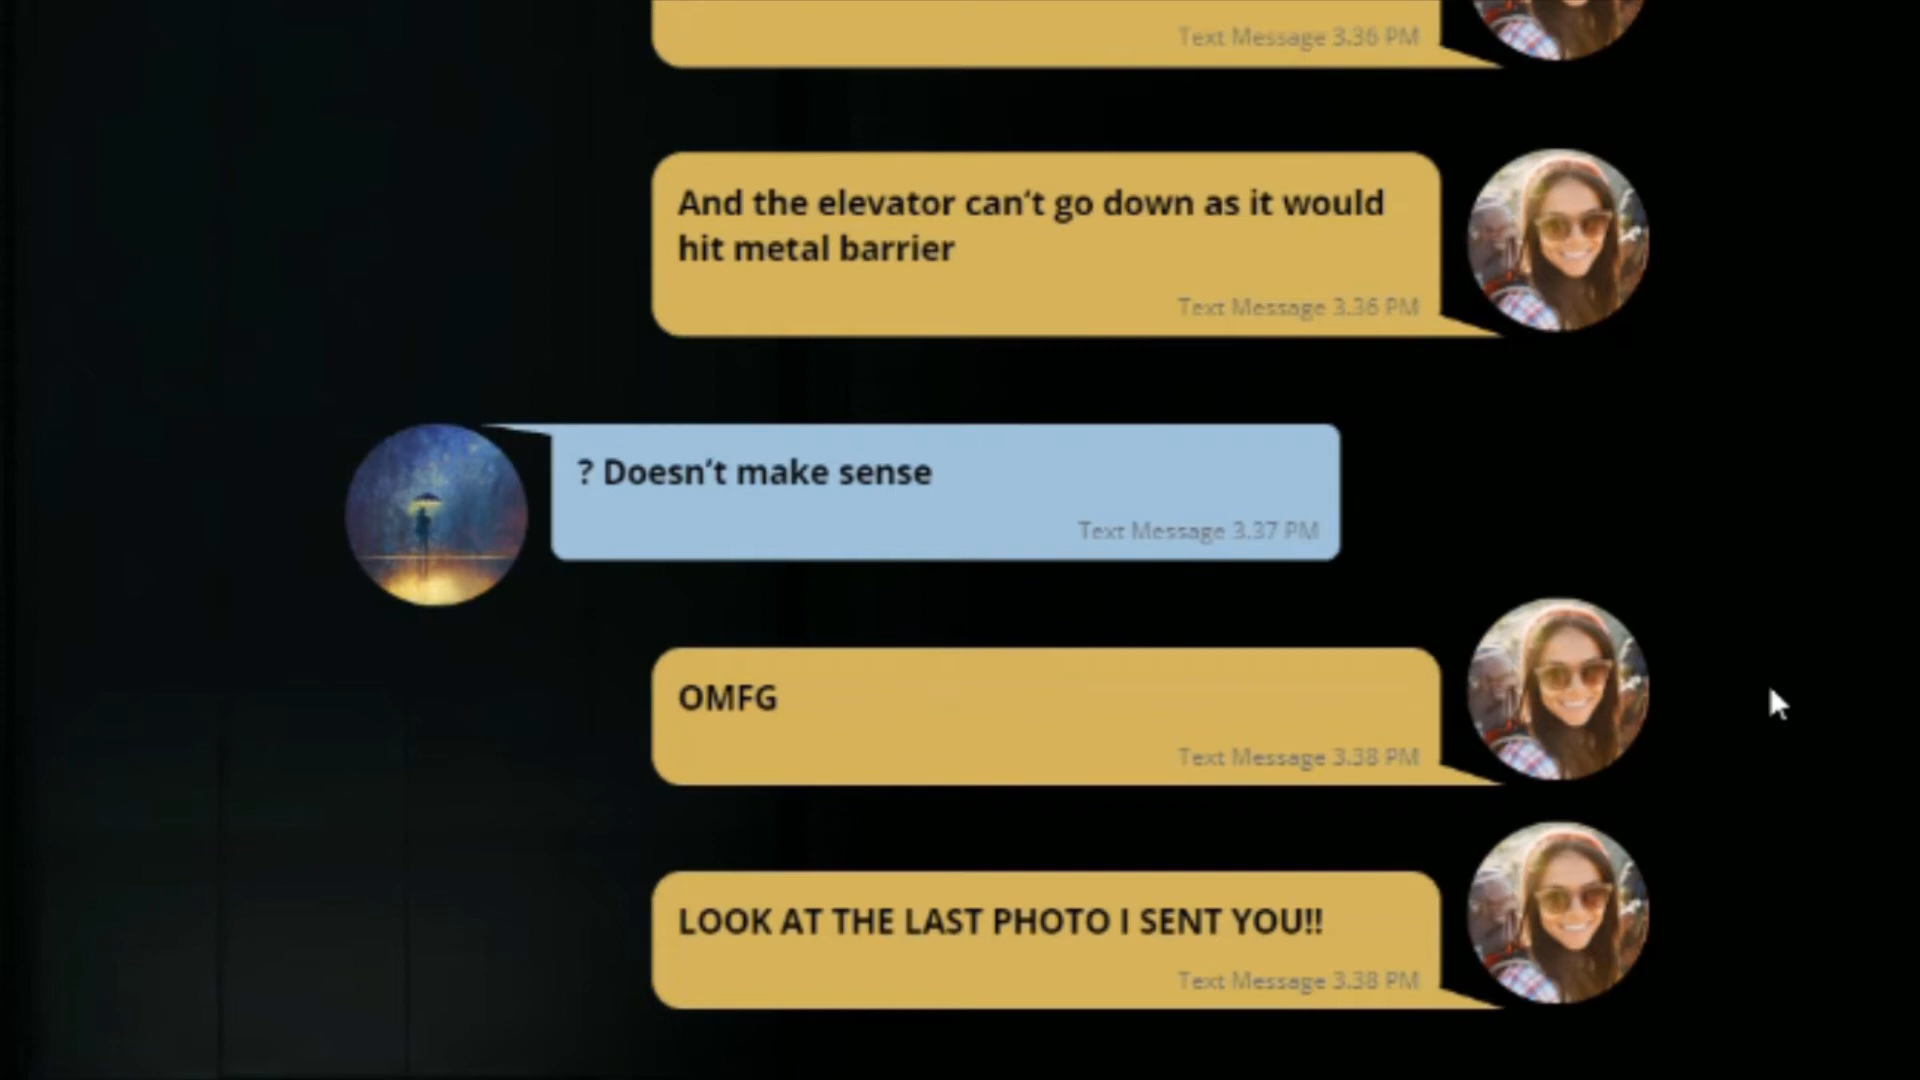 Text Message 3.36 PM
And the elevator can't go down as it would
hit metal barrier
Text Message 3.36 PM
? Doesn't make sense
Text Message 3.37 PM
OMFG
Text Message 3.38 PM
LOOK AT THE LAST PHOTO I SENT YOU!!
Text Message 3.38 PM